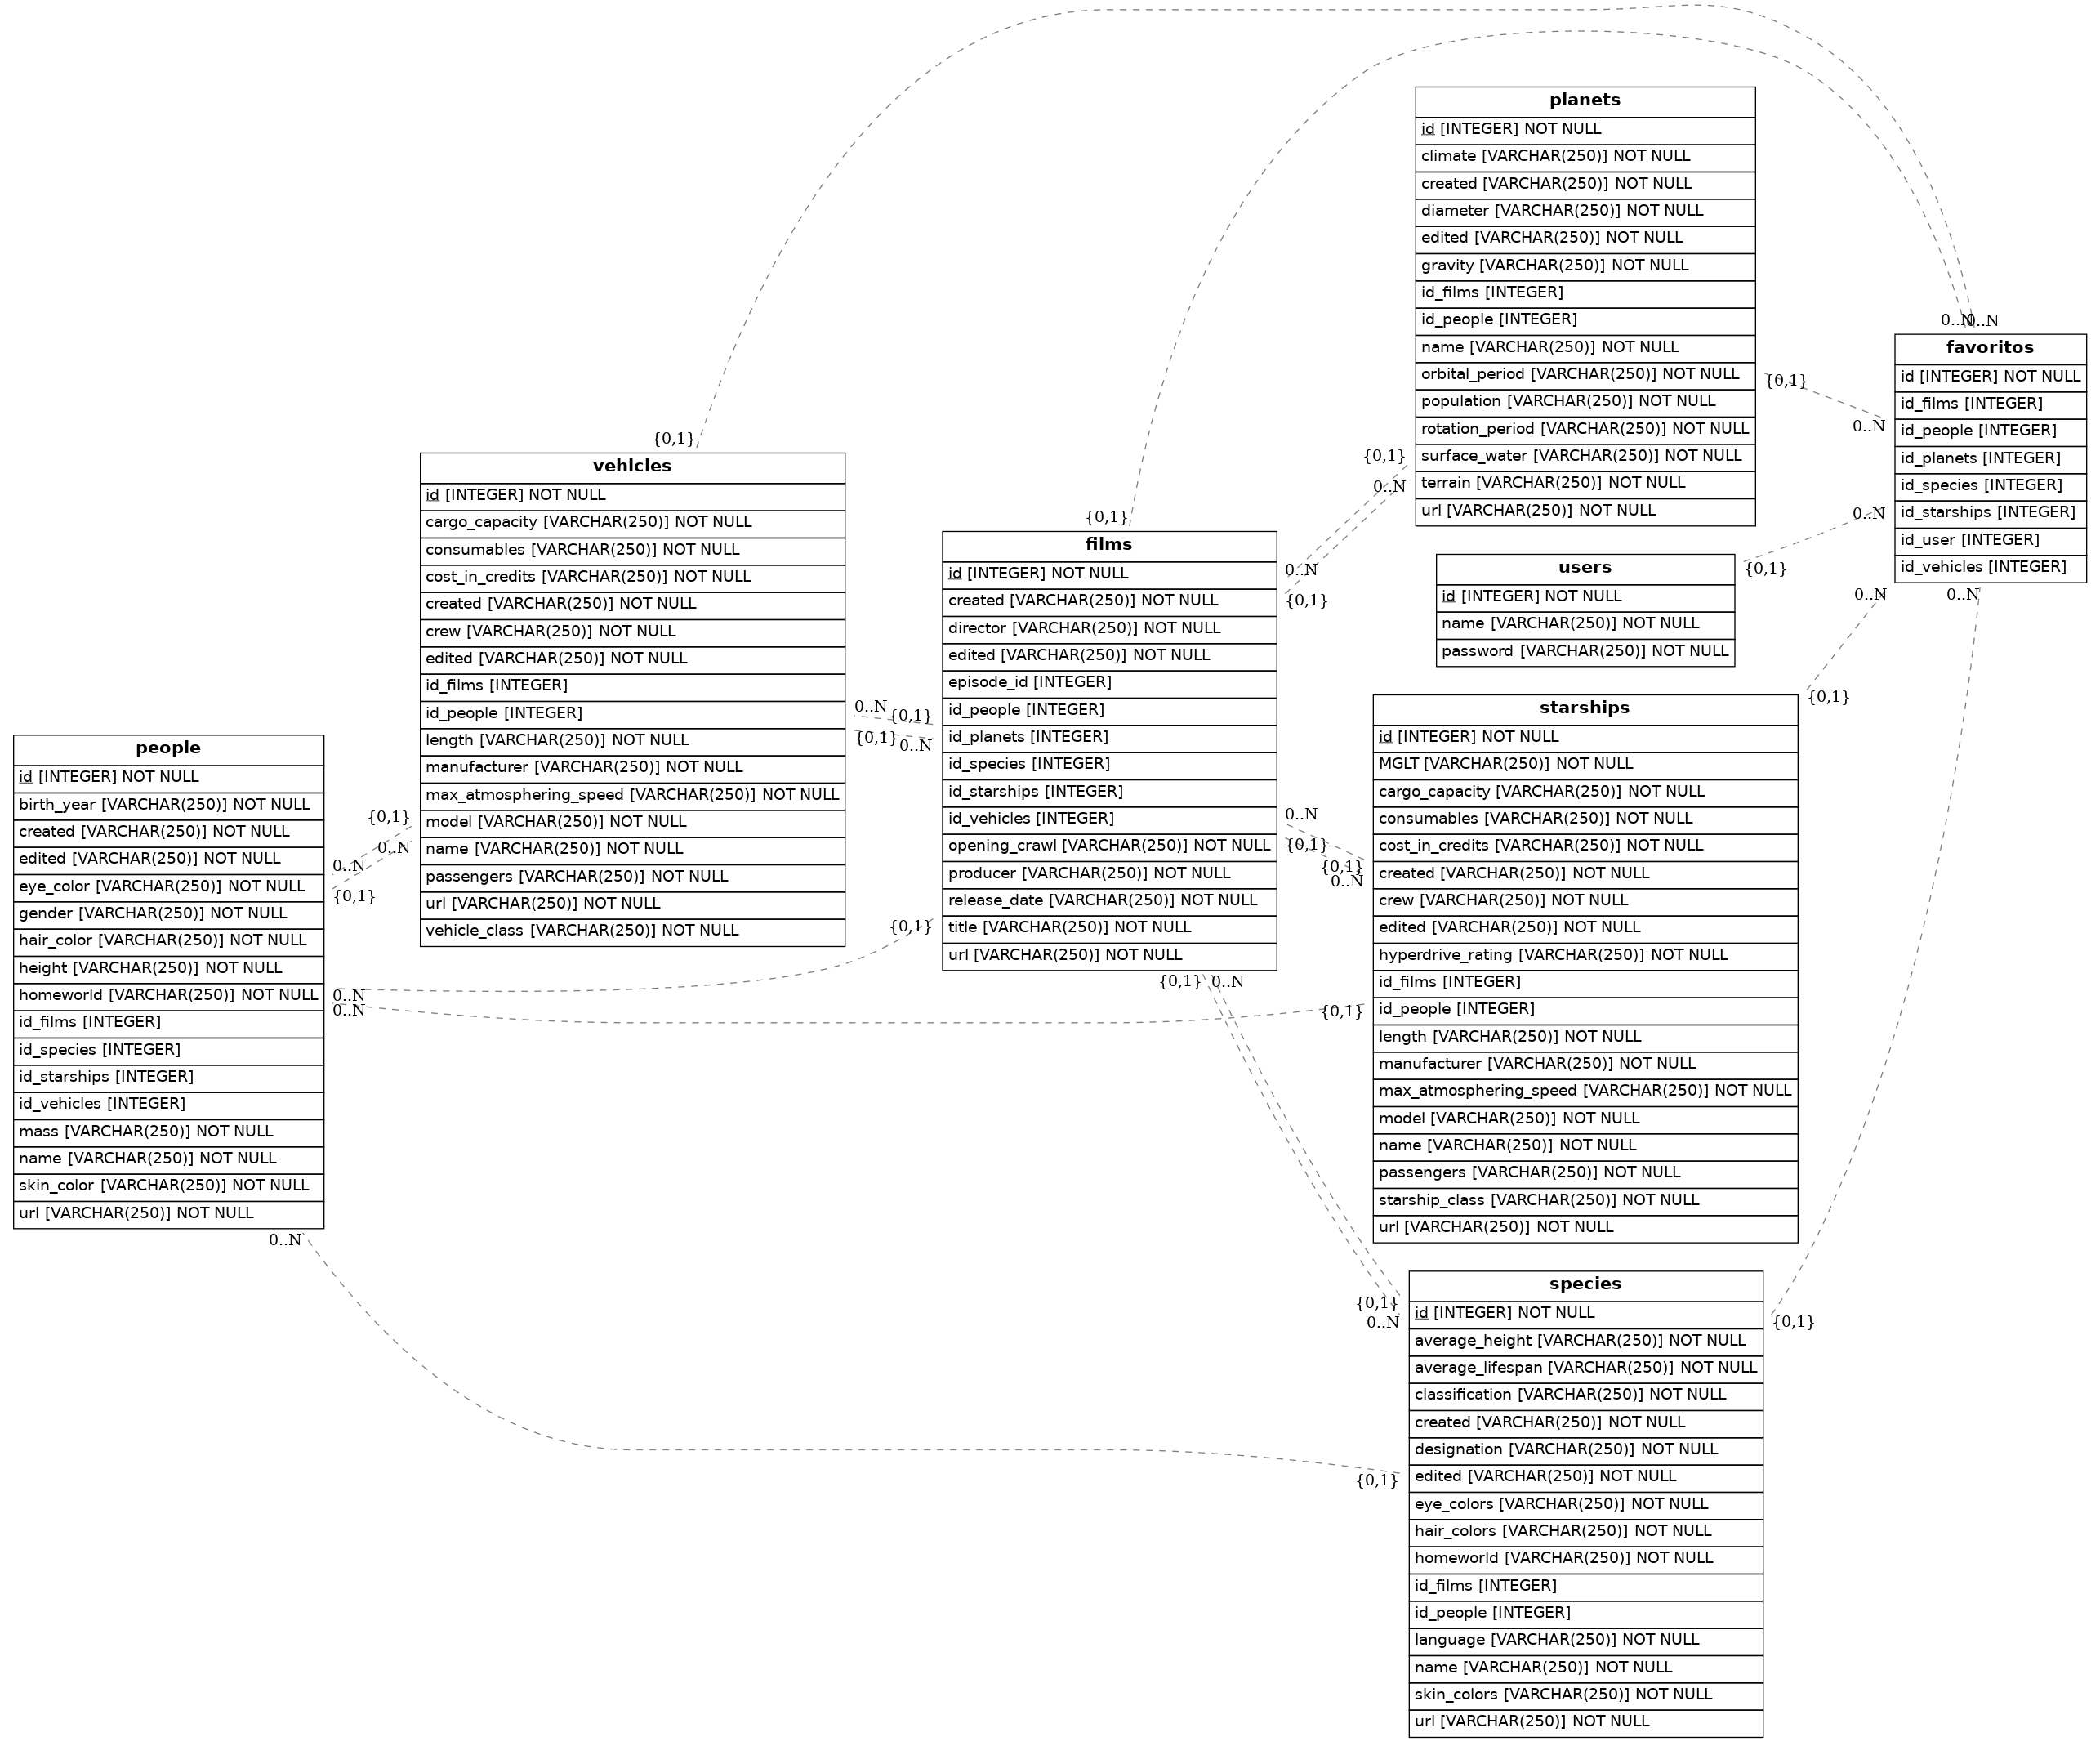 planets
id [INTEGER] NOT NULL
climate [VARCHAR(250)] NOT NULL
created [VARCHAR(250)] NOT NULL
diameter [VARCHAR(250)] NOT NULL
edited [VARCHAR(250)] NOT NULL
gravity [VARCHAR(250)] NOT NULL
id_films [INTEGER]
id_people [INTEGER]
name [VARCHAR(250)] NOT NULL
orbital_period [VARCHAR(250)] NOT NULL
population [VARCHAR(250)] NOT NULL
rotation_period [VARCHAR(250)] NOT NULL
surface_water [VARCHAR(250)] NOT NULL
terrain [VARCHAR(250)] NOT NULL
url [VARCHAR(250)] NOT NULL
0..N
0..N
favoritos
id [INTEGER] NOT NULL
id_films [INTEGER]
id_people [INTEGER]
id_planets [INTEGER]
id_species [INTEGER]
id_starships [INTEGER]
id_user [INTEGER]
id_vehicles [INTEGER]
{0,1}
0..N
0..N
{0,1}
0..N
0..N
{0,1}
users
id [INTEGER] NOT NULL
name [VARCHAR(250)] NOT NULL
password [VARCHAR(250)] NOT NULL
{0,1}
vehicles
id [INTEGER] NOT NULL
cargo_capacity [VARCHAR(250)] NOT NULL
consumables [VARCHAR(250)] NOT NULL
cost_in_credits [VARCHAR(250)] NOT NULL
created [VARCHAR(250)] NOT NULL
crew [VARCHAR(250)] NOT NULL
edited [VARCHAR(250)] NOT NULL
id_films [INTEGER]
id_people [INTEGER]
length [VARCHAR(250)] NOT NULL
manufacturer [VARCHAR(250)] NOT NULL
max_atmosphering_speed [VARCHAR(250)] NOT NULL
model [VARCHAR(250)] NOT NULL
name [VARCHAR(250)] NOT NULL
passengers [VARCHAR(250)] NOT NULL
url [VARCHAR(250)] NOT NULL
vehicle_class [VARCHAR(250)] NOT NULL
{0,1}
{0,1}
0..N
0..N
{0,1}
films
id [INTEGER] NOT NULL
created [VARCHAR(250)] NOT NULL
director [VARCHAR(250)] NOT NULL
edited [VARCHAR(250)] NOT NULL
episode_id [INTEGER]
id_people [INTEGER]
id_planets [INTEGER]
id_species [INTEGER]
id_starships [INTEGER]
id_vehicles [INTEGER]
opening_crawl [VARCHAR(250)] NOT NULL
producer [VARCHAR(250)] NOT NULL
release_date [VARCHAR(250)] NOT NULL
title [VARCHAR(250)] NOT NULL
url [VARCHAR(250)] NOT NULL
0..N
{0,1}
{0,1}
0..N
people
id [INTEGER] NOT NULL
birth_year [VARCHAR(250)] NOT NULL
created [VARCHAR(250)] NOT NULL
edited [VARCHAR(250)] NOT NULL
eye_color [VARCHAR(250)] NOT NULL
gender [VARCHAR(250)] NOT NULL
hair_color [VARCHAR(250)] NOT NULL
height [VARCHAR(250)] NOT NULL
homeworld [VARCHAR(250)] NOT NULL
id_films [INTEGER]
id_species [INTEGER]
id_starships [INTEGER]
id_vehicles [INTEGER]
mass [VARCHAR(250)] NOT NULL
name [VARCHAR(250)] NOT NULL
skin_color [VARCHAR(250)] NOT NULL
url [VARCHAR(250)] NOT NULL
{0,1}
0..N
0..N
{0,1}
{0,1}
0..N
0..N
{0,1}
{0,1}
0..N
0..N
{0,1}
{0,1}
0..N
starships
id [INTEGER] NOT NULL
MGLT [VARCHAR(250)] NOT NULL
cargo_capacity [VARCHAR(250)] NOT NULL
consumables [VARCHAR(250)] NOT NULL
cost_in_credits [VARCHAR(250)] NOT NULL
created [VARCHAR(250)] NOT NULL
crew [VARCHAR(250)] NOT NULL
edited [VARCHAR(250)] NOT NULL
hyperdrive_rating [VARCHAR(250)] NOT NULL
id_films [INTEGER]
id_people [INTEGER]
length [VARCHAR(250)] NOT NULL
manufacturer [VARCHAR(250)] NOT NULL
max_atmosphering_speed [VARCHAR(250)] NOT NULL
model [VARCHAR(250)] NOT NULL
name [VARCHAR(250)] NOT NULL
passengers [VARCHAR(250)] NOT NULL
starship_class [VARCHAR(250)] NOT NULL
url [VARCHAR(250)] NOT NULL
0..N
{0,1}
{0,1}
0..N
{0,1}
species
id [INTEGER] NOT NULL
average_height [VARCHAR(250)] NOT NULL
average_lifespan [VARCHAR(250)] NOT NULL
classification [VARCHAR(250)] NOT NULL
created [VARCHAR(250)] NOT NULL
designation [VARCHAR(250)] NOT NULL
edited [VARCHAR(250)] NOT NULL
eye_colors [VARCHAR(250)] NOT NULL
hair_colors [VARCHAR(250)] NOT NULL
homeworld [VARCHAR(250)] NOT NULL
id_films [INTEGER]
id_people [INTEGER]
language [VARCHAR(250)] NOT NULL
name [VARCHAR(250)] NOT NULL
skin_colors [VARCHAR(250)] NOT NULL
url [VARCHAR(250)] NOT NULL